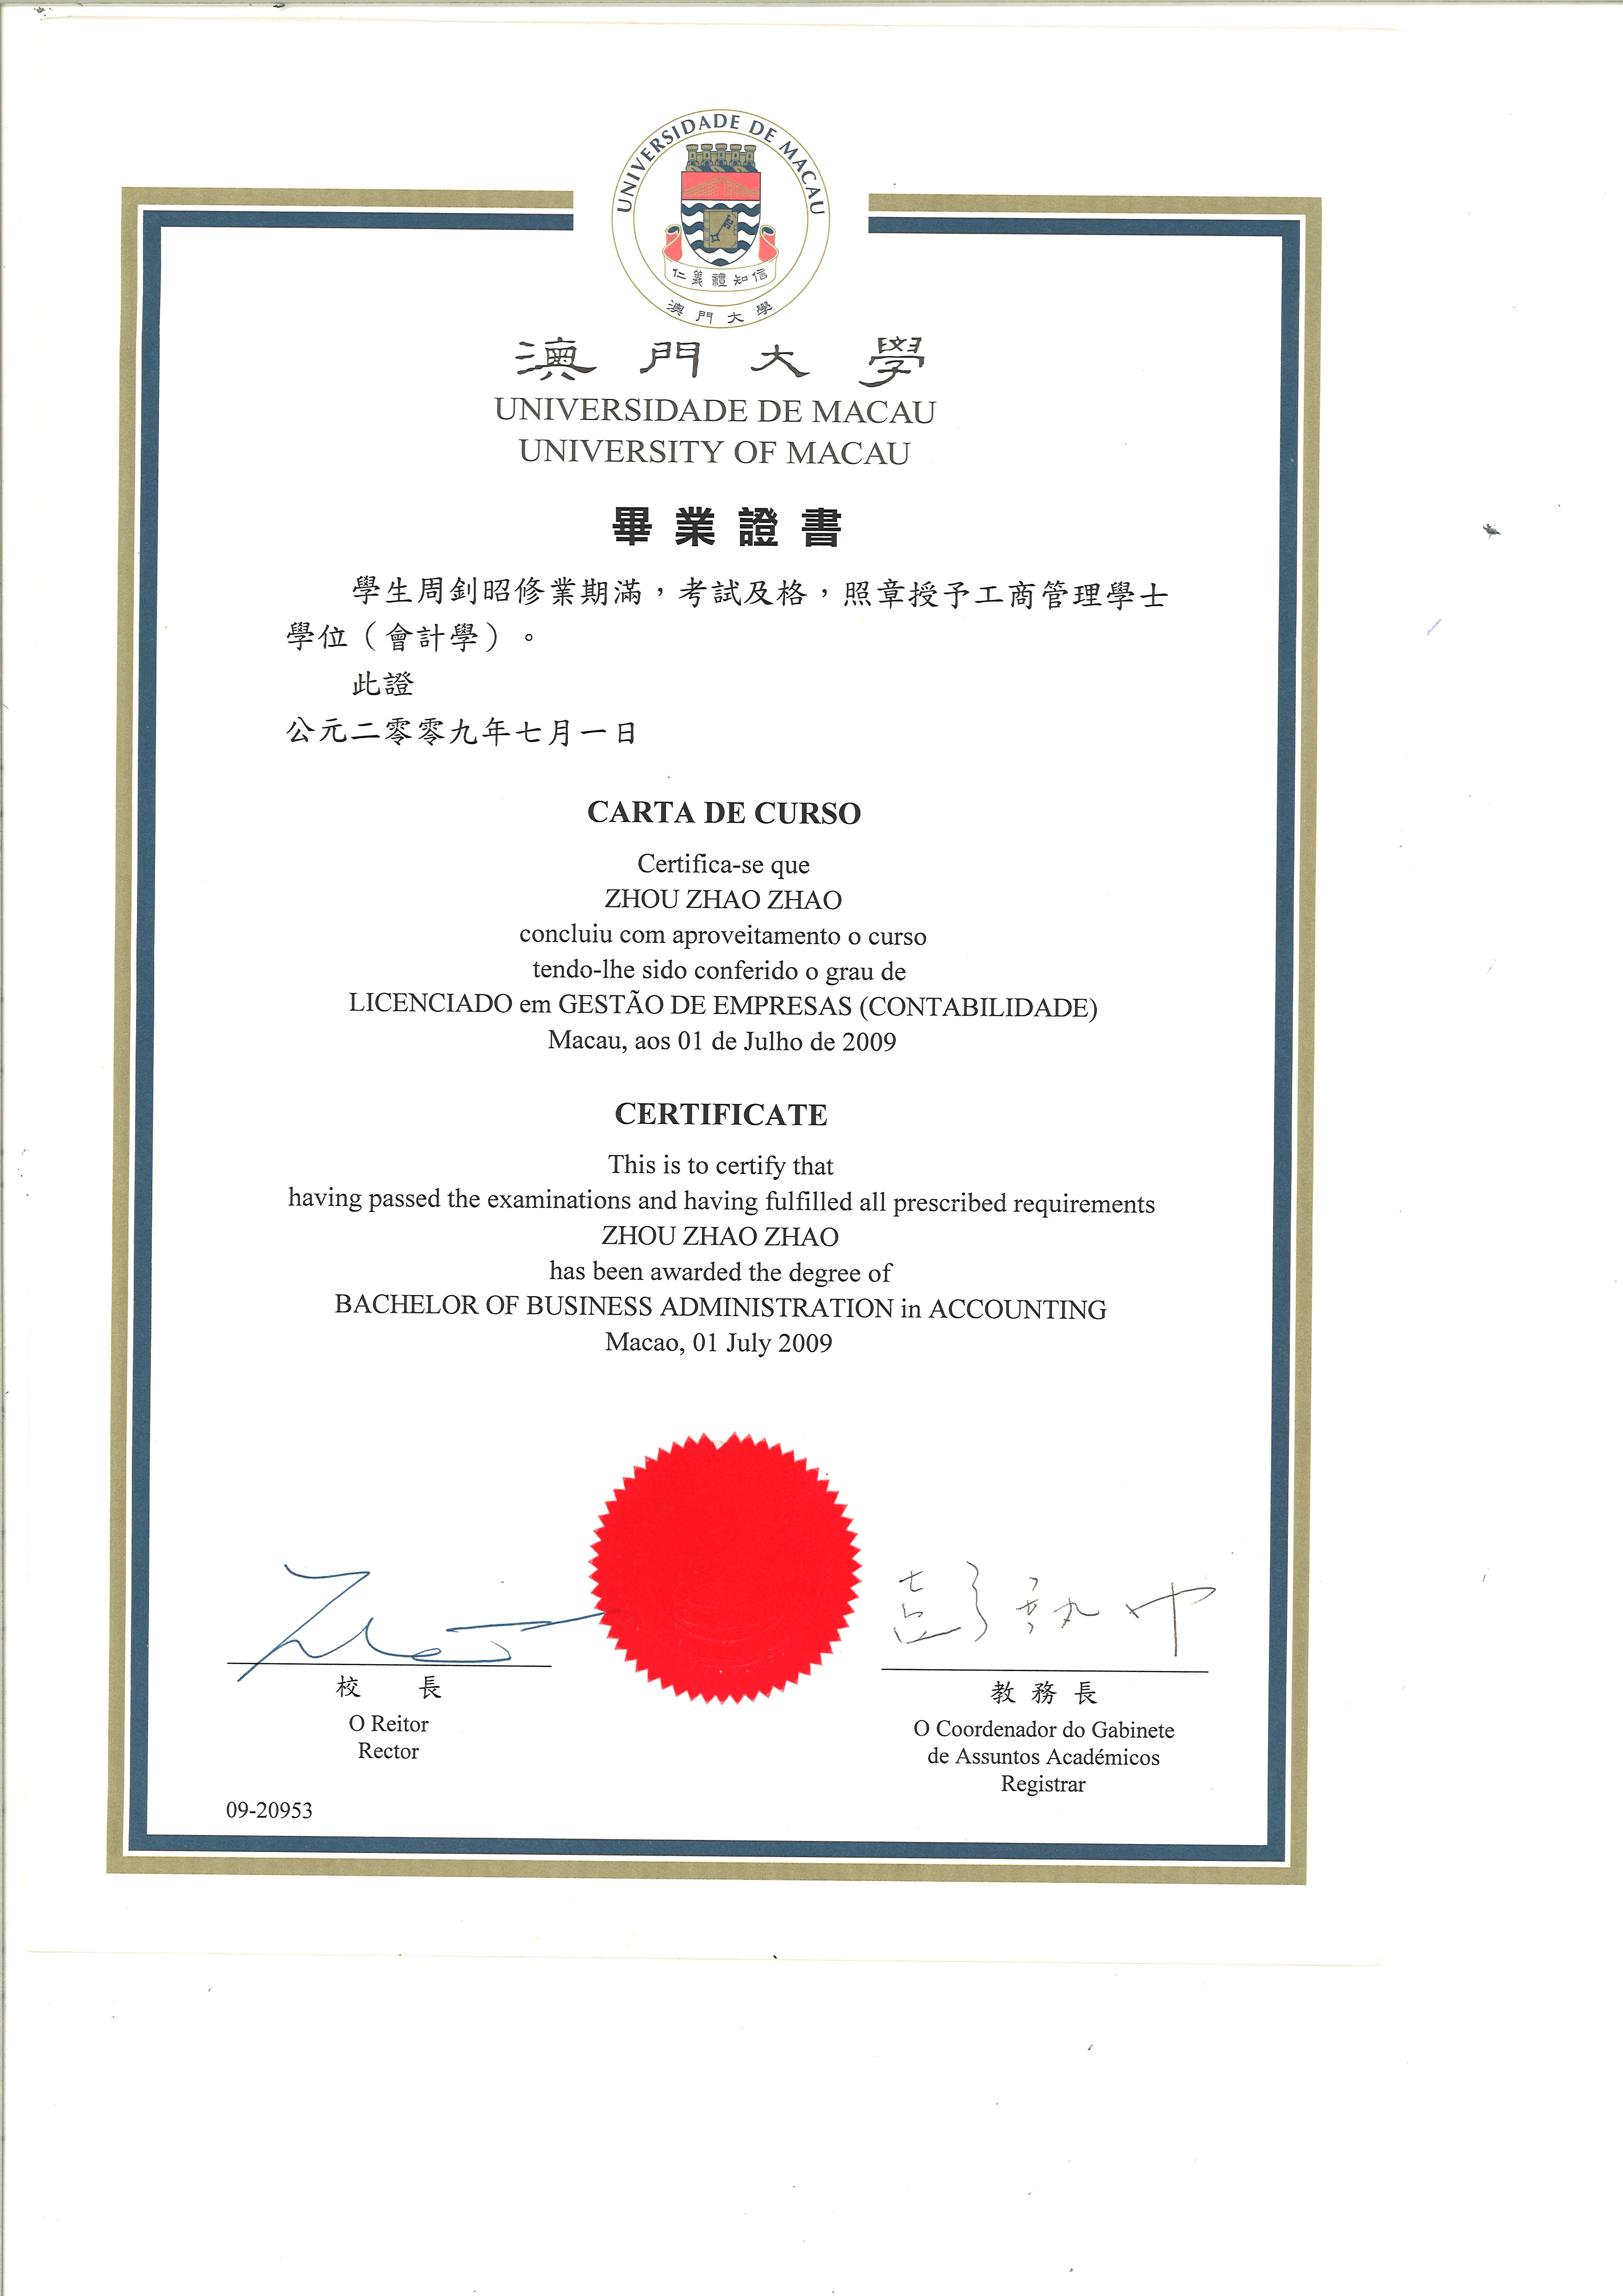 UNIVERSIDADE DE MACAU
仁義禮知信
澳門大學
澳門大學
UNIVERSIDADE DE MACAU
UNIVERSITY OF MACAU
畢業證書
學生周釗昭修業期滿，考試及格，照章授予工商管理學士
學位（會計學）。
此證
公元二零零九年七月一日
CARTA DE CURSO
Certifica-se que
ZHOU ZHAO ZHAO
concluiu com aproveitamento o curso
tendo-lhe sido conferido o grau de
LICENCIADO em GESTÃO DE EMPRESAS (CONTABILIDADE)
Macau, aos 01 de Julho de 2009
CERTIFICATE
This is to certify that
having passed the examinations and having fulfilled all prescribed requirements
ZHOU ZHAO ZHAO
has been awarded the degree of
BACHELOR OF BUSINESS ADMINISTRATION in ACCOUNTING
Macao, 01 July 2009
校長
O Reitor
Rector
教務長
O Coordenador do Gabinete
de Assuntos Académicos
Registrar
09-20953